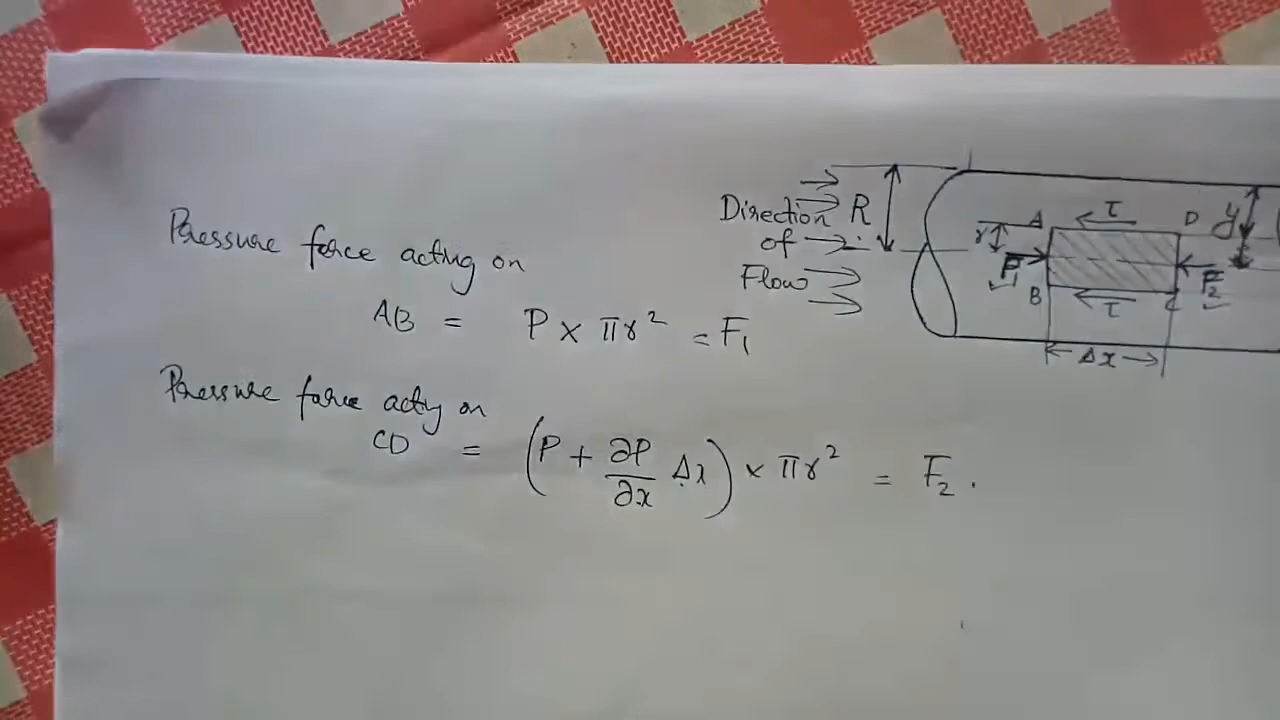 Pressure force acting on
AB = P × πr² = F₁
Pressure force acty on
CD = (P + ∂P/∂x Δx) × πr² = F₂.
Direction
of
Flow
R
r
A
τ
D
y
F₁
F₂
B
τ
C
Δx